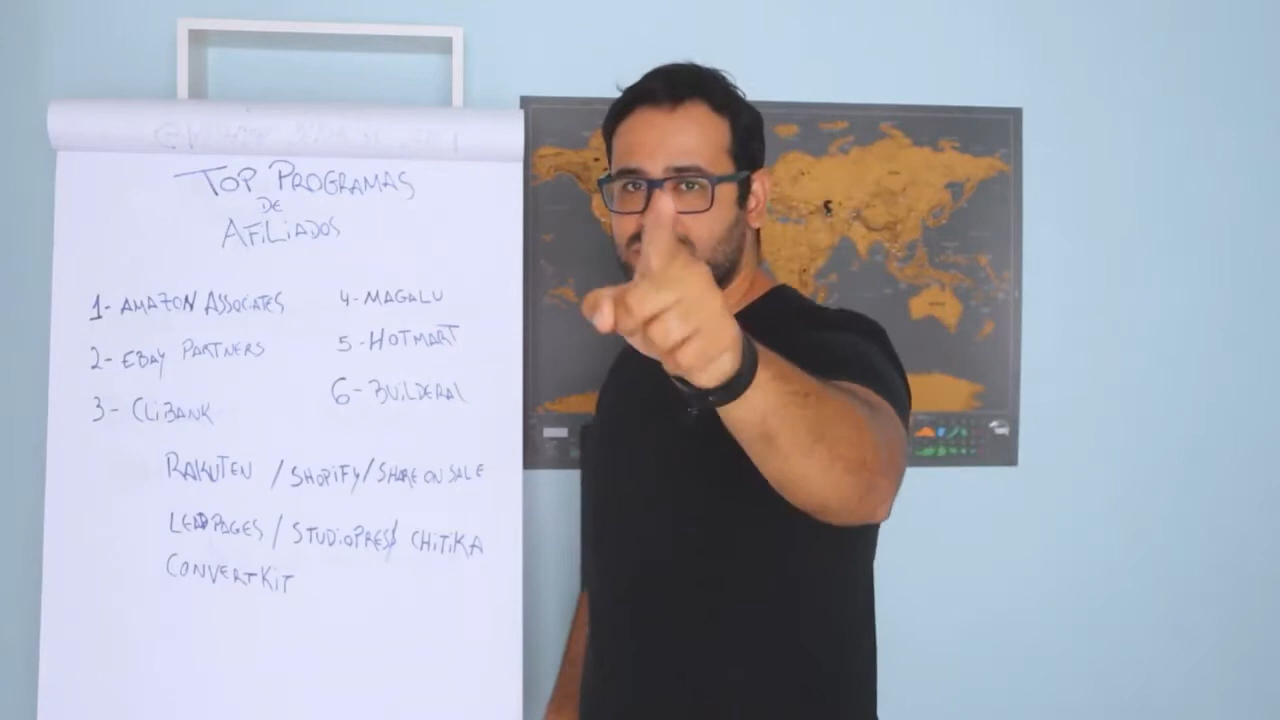 TOP PROGRAMAS
DE
AFILIADOS
1- AMAZON ASSOCIATES
2- EBAY PARTNERS
3- CLIBANK
4- MAGALU
5- HOTMART
6- BUILDERAL
RAKUTEN / SHOPIFY / SHARE ON SALE
LEADPAGES / STUDIOPRESS/ CHITIKA
CONVERTKIT